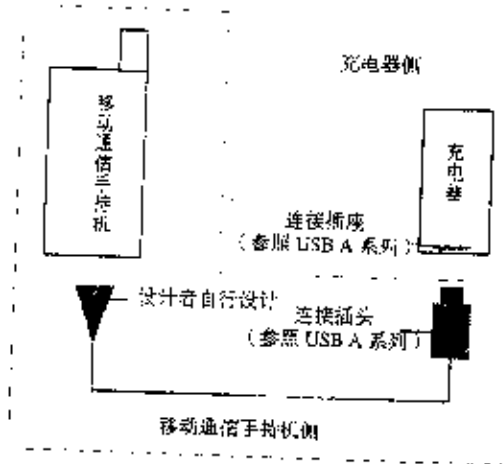 充电器侧
移动通信手持机
充电器
连接插座
（参照 USB A 系列）
设计者自行设计
连接插头
（参照 USB A 系列）
移动通信手持机侧